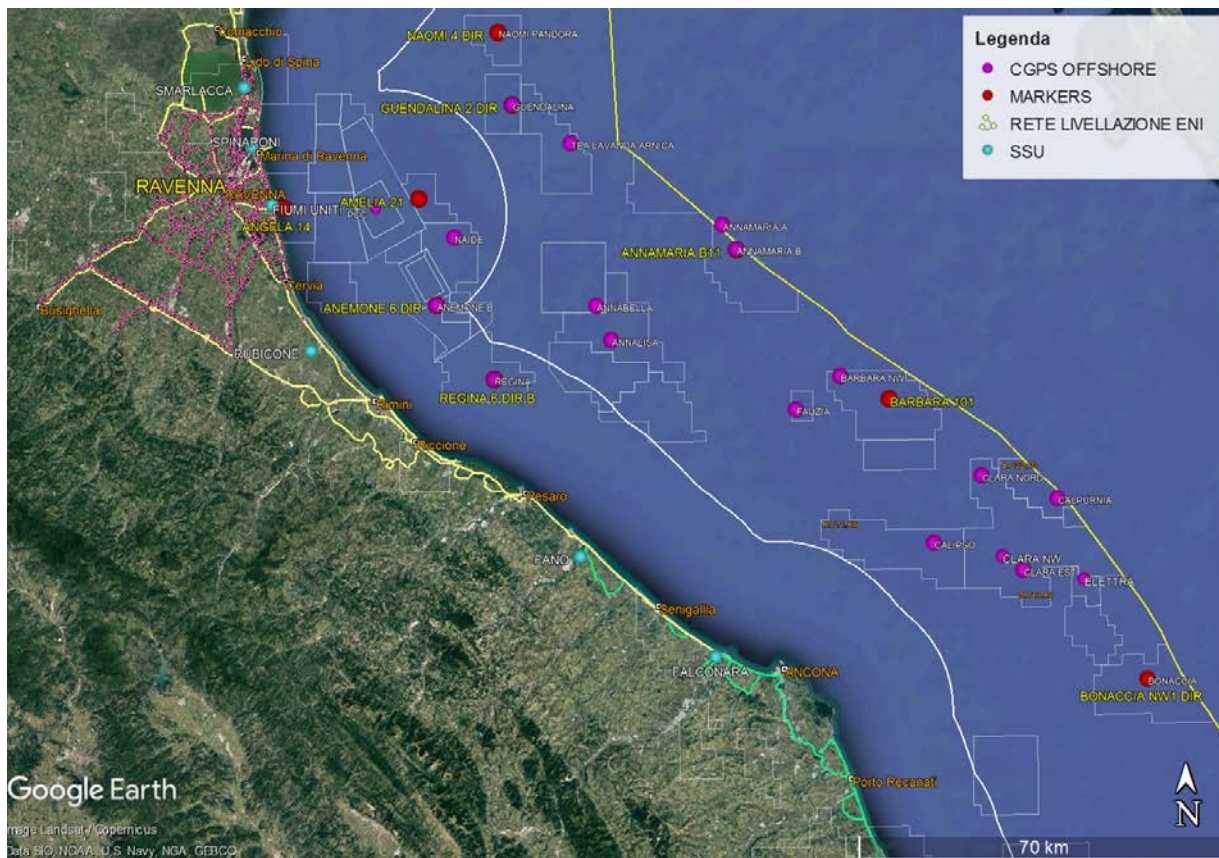 Legenda
CGPS OFFSHORE
MARKERS
RETE LIVELLAZIONE ENI
SSU
Comacchio
NAOMI 4 DIR
NAOMI PANDORA
Lido di Spina
SMARLACCA
GUENDALINA 2 DIR
GUENDALINA
SPINARONI
TEA LAVANDA ARNICA
Marina di Ravenna
RAVENNA
RAVENNA
AMELIA 21
FIUMI UNITI
PCC
ANGELA 14
ANNAMARIA A
NAIDE
ANNAMARIA B11
ANNAMARIA B
Cervia
Brisighella
ANEMONE 6 DIR
ANEMONE B
ANNABELLA
ANNALISA
RUBICONE
REGINA
BARBARA NW
REGINA 6 DIR B
Rimini
FAUZIA
BARBARA 101
Riccione
CLARA NORD
Pesaro
CALPURNIA
CALIPSO
FANO
CLARA NW
CLARA EST
ELETTRA
Senigallia
FALCONARA
ANCONA
BONACCIA
BONACCIA NW1 DIR
Porto Recanati
Google Earth
Image Landsat / Copernicus
Data SIO, NOAA, U.S. Navy, NGA, GEBCO
N
70 km